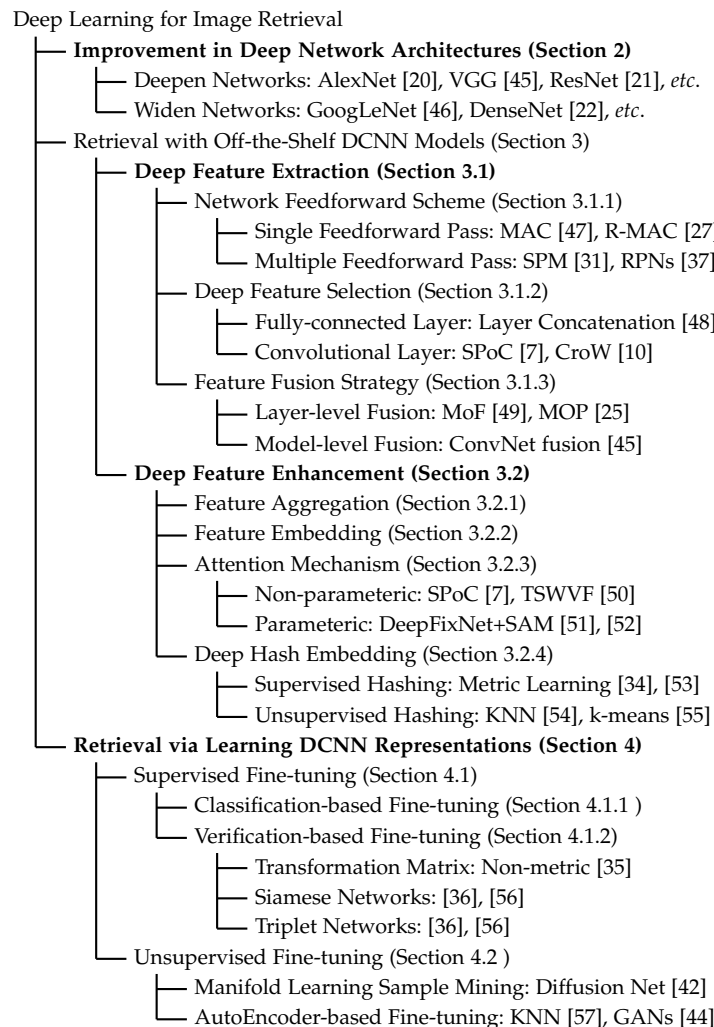 Deep Learning for Image Retrieval
Improvement in Deep Network Architectures (Section 2)
Deepen Networks: AlexNet [20], VGG [45], ResNet [21], etc.
Widen Networks: GoogLeNet [46], DenseNet [22], etc.
Retrieval with Off-the-Shelf DCNN Models (Section 3)
Deep Feature Extraction (Section 3.1)
Network Feedforward Scheme (Section 3.1.1)
Single Feedforward Pass: MAC [47], R-MAC [27]
Multiple Feedforward Pass: SPM [31], RPNs [37]
Deep Feature Selection (Section 3.1.2)
Fully-connected Layer: Layer Concatenation [48]
Convolutional Layer: SPoC [7], CroW [10]
Feature Fusion Strategy (Section 3.1.3)
Layer-level Fusion: MoF [49], MOP [25]
Model-level Fusion: ConvNet fusion [45]
Deep Feature Enhancement (Section 3.2)
Feature Aggregation (Section 3.2.1)
Feature Embedding (Section 3.2.2)
Attention Mechanism (Section 3.2.3)
Non-parameteric: SPoC [7], TSWVF [50]
Parameteric: DeepFixNet+SAM [51], [52]
Deep Hash Embedding (Section 3.2.4)
Supervised Hashing: Metric Learning [34], [53]
Unsupervised Hashing: KNN [54], k-means [55]
Retrieval via Learning DCNN Representations (Section 4)
Supervised Fine-tuning (Section 4.1)
Classification-based Fine-tuning (Section 4.1.1 )
Verification-based Fine-tuning (Section 4.1.2)
Transformation Matrix: Non-metric [35]
Siamese Networks: [36], [56]
Triplet Networks: [36], [56]
Unsupervised Fine-tuning (Section 4.2 )
Manifold Learning Sample Mining: Diffusion Net [42]
AutoEncoder-based Fine-tuning: KNN [57], GANs [44]